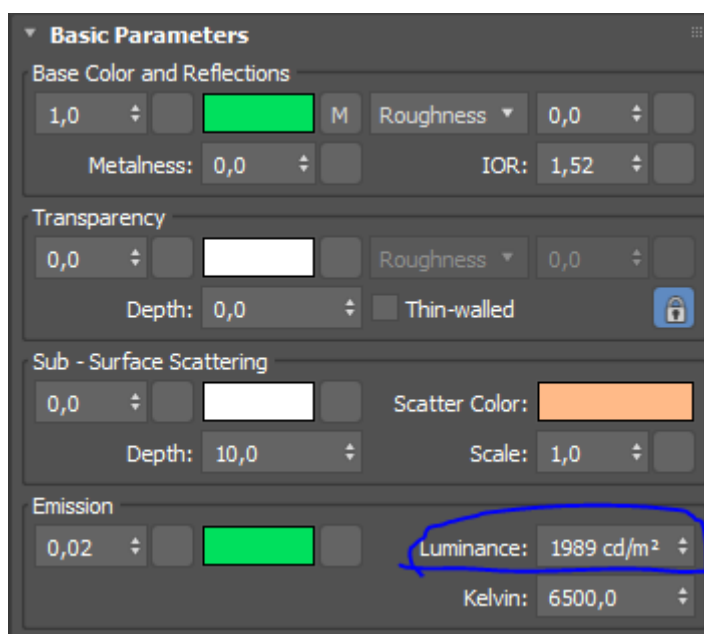 Basic Parameters
Base Color and Reflections
1,0 M Roughness 0,0
Metalness: 0,0 IOR: 1,52
Transparency
0,0 Roughness 0,0
Depth: 0,0 Thin-walled
Sub - Surface Scattering
0,0 Scatter Color:
Depth: 10,0 Scale: 1,0
Emission
0,02 Luminance: 1989 cd/m²
Kelvin: 6500,0